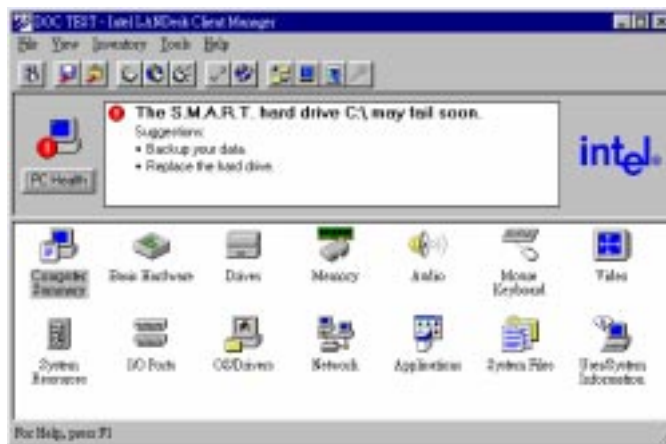 DOC TEST - Intel LANDesk Client Manager
File View Inventory Tools Help
The S.M.A.R.T. hard drive C:\ may fail soon.
Suggestions:
• Backup your data.
• Replace the hard drive.
PC Health
intel.
Computer Summary
Basic Hardware
Drives
Memory
Audio
Mouse Keyboard
Video
System Resources
I/O Ports
OS/Drivers
Network
Applications
System Files
User/System Information
For Help, press F1